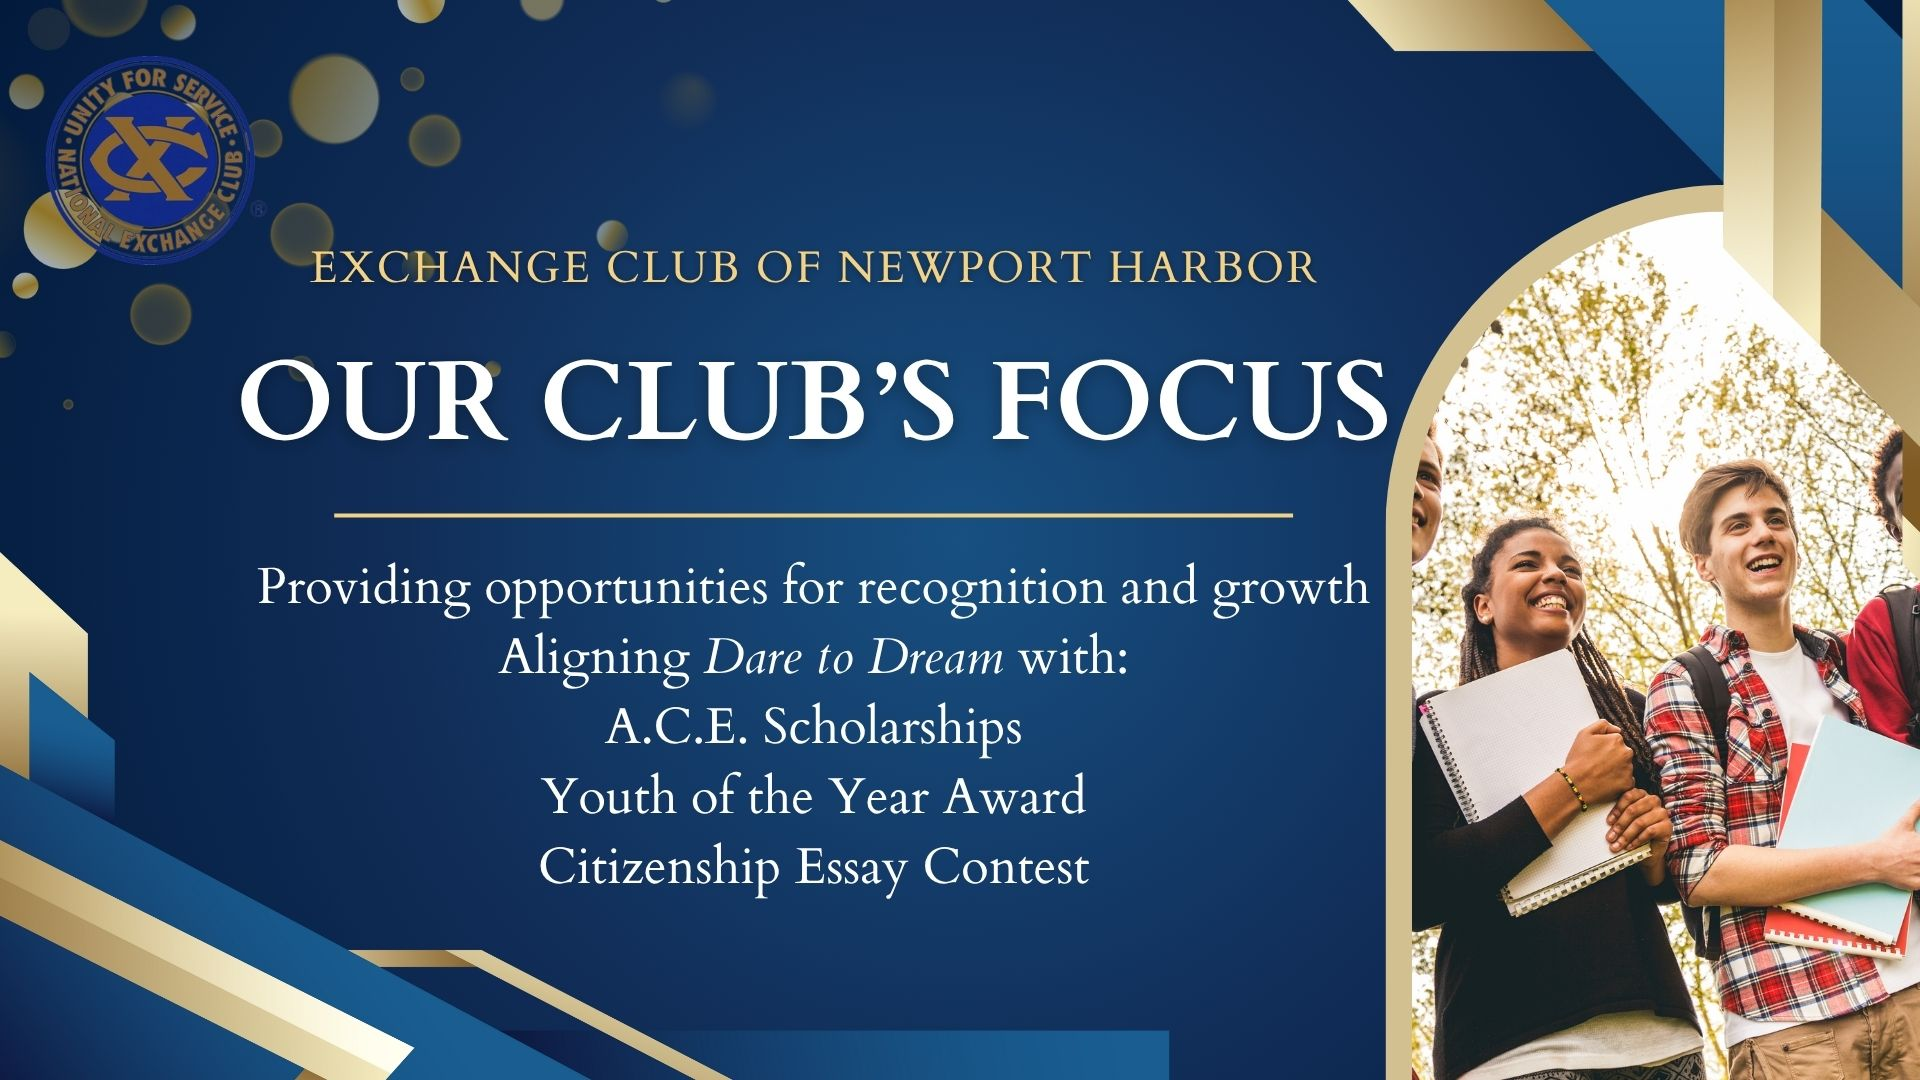 UNITY FOR SERVICE
NATIONAL EXCHANGE CLUB
XC
®
EXCHANGE CLUB OF NEWPORT HARBOR
OUR CLUB’S FOCUS
Providing opportunities for recognition and growth
Aligning Dare to Dream with:
A.C.E. Scholarships
Youth of the Year Award
Citizenship Essay Contest